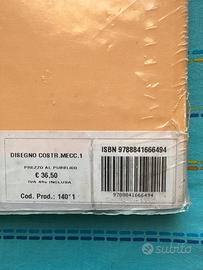 DISEGNO COSTR.MECC.1
PREZZO AL PUBBLICO
€ 36,50
IVA 4% INCLUSA
Cod. Prod.: 140*1
ISBN 9788841666494
9788841666494
subito